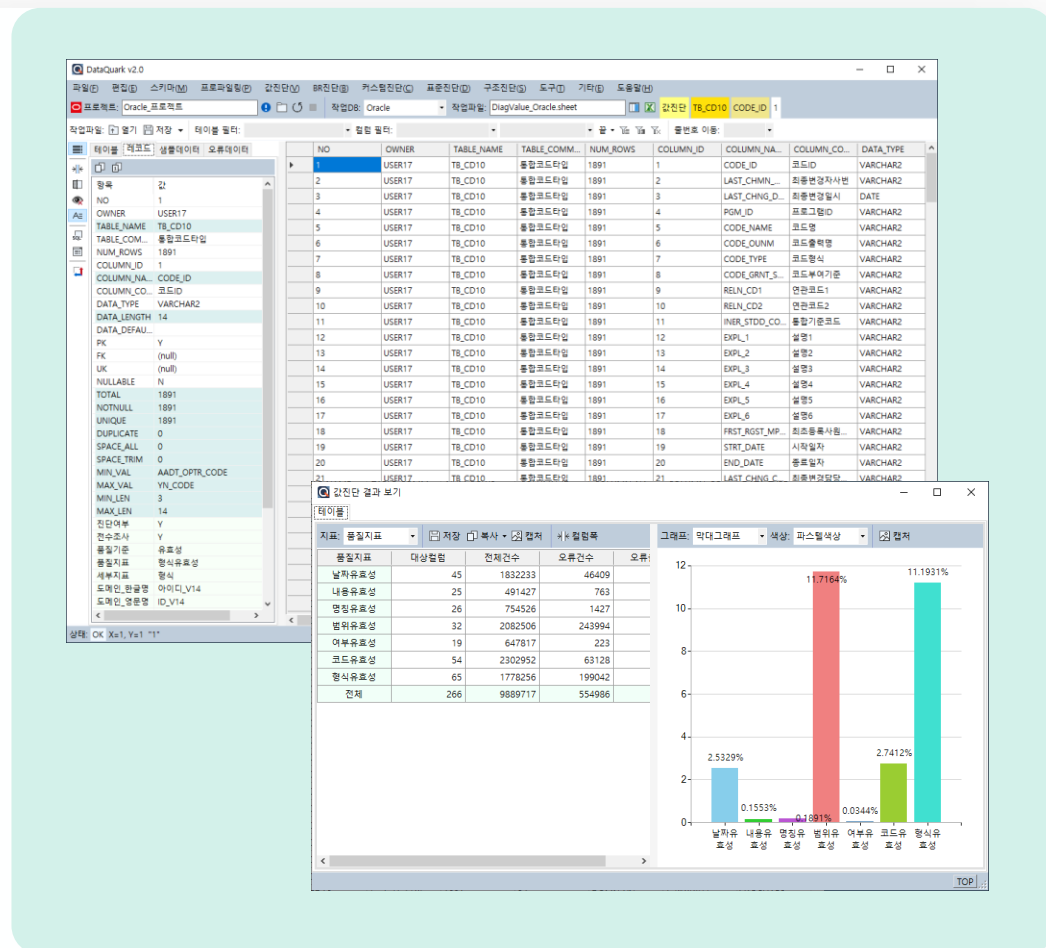 DataQuark v2.0
파일(F) 편집(E) 스키마(M) 프로파일링(P) 값진단(V) BR진단(B) 커스텀진단(C) 표준진단(D) 구조진단(S) 도구(T) 기타(E) 도움말(H)
프로젝트: Oracle_프로젝트 작업DB: Oracle 작업파일: DiagValue_Oracle.sheet 값진단 TB_CD10 CODE_ID 1
작업파일: 열기 저장 테이블 필터: 컬럼 필터: 끝 줄번호 이동:
테이블 레코드 샘플데이터 오류데이터
항목 값
NO 1
OWNER USER17
TABLE_NAME TB_CD10
TABLE_COM... 통합코드타입
NUM_ROWS 1891
COLUMN_ID 1
COLUMN_NA... CODE_ID
COLUMN_CO... 코드ID
DATA_TYPE VARCHAR2
DATA_LENGTH 14
DATA_DEFAU...
PK Y
FK (null)
UK (null)
NULLABLE N
TOTAL 1891
NOTNULL 1891
UNIQUE 1891
DUPLICATE 0
SPACE_ALL 0
SPACE_TRIM 0
MIN_VAL AADT_OPTR_CODE
MAX_VAL YN_CODE
MIN_LEN 3
MAX_LEN 14
진단여부 Y
전수조사 Y
품질기준 유효성
품질지표 형식유효성
세부지표 형식
도메인_한글명 아이디_V14
도메인_영문명 ID_V14
상태: OK X=1, Y=1 "1"
NO OWNER TABLE_NAME TABLE_COMM... NUM_ROWS COLUMN_ID COLUMN_NA... COLUMN_CO... DATA_TYPE
1 USER17 TB_CD10 통합코드타입 1891 1 CODE_ID 코드ID VARCHAR2
2 USER17 TB_CD10 통합코드타입 1891 2 LAST_CHMN_... 최종변경자사번 VARCHAR2
3 USER17 TB_CD10 통합코드타입 1891 3 LAST_CHNG_D... 최종변경일시 DATE
4 USER17 TB_CD10 통합코드타입 1891 4 PGM_ID 프로그램ID VARCHAR2
5 USER17 TB_CD10 통합코드타입 1891 5 CODE_NAME 코드명 VARCHAR2
6 USER17 TB_CD10 통합코드타입 1891 6 CODE_OUNM 코드출력명 VARCHAR2
7 USER17 TB_CD10 통합코드타입 1891 7 CODE_TYPE 코드형식 VARCHAR2
8 USER17 TB_CD10 통합코드타입 1891 8 CODE_GRNT_S... 코드부여기준 VARCHAR2
9 USER17 TB_CD10 통합코드타입 1891 9 RELN_CD1 연관코드1 VARCHAR2
10 USER17 TB_CD10 통합코드타입 1891 10 RELN_CD2 연관코드2 VARCHAR2
11 USER17 TB_CD10 통합코드타입 1891 11 INER_STDD_CO... 통합기준코드 VARCHAR2
12 USER17 TB_CD10 통합코드타입 1891 12 EXPL_1 설명1 VARCHAR2
13 USER17 TB_CD10 통합코드타입 1891 13 EXPL_2 설명2 VARCHAR2
14 USER17 TB_CD10 통합코드타입 1891 14 EXPL_3 설명3 VARCHAR2
15 USER17 TB_CD10 통합코드타입 1891 15 EXPL_4 설명4 VARCHAR2
16 USER17 TB_CD10 통합코드타입 1891 16 EXPL_5 설명5 VARCHAR2
17 USER17 TB_CD10 통합코드타입 1891 17 EXPL_6 설명6 VARCHAR2
18 USER17 TB_CD10 통합코드타입 1891 18 FRST_RGST_MP... 최초등록사원... VARCHAR2
19 USER17 TB_CD10 통합코드타입 1891 19 STRT_DATE 시작일자 VARCHAR2
20 USER17 TB_CD10 통합코드타입 1891 20 END_DATE 종료일자 VARCHAR2
21 USER17 TB_CD10 통합코드타입 1891 21 LAST_CHNG_C... 최종변경담당... VARCHAR2
값진단 결과 보기
테이블
지표: 품질지표 저장 복사 캡처 컬럼폭
품질지표 대상컬럼 전체건수 오류건수 오류
날짜유효성 45 1832233 46409
내용유효성 25 491427 763
명칭유효성 26 754526 1427
범위유효성 32 2082506 243994
여부유효성 19 647817 223
코드유효성 54 2302952 63128
형식유효성 65 1778256 199042
전체 266 9889717 554986
그래프: 막대그래프 색상: 파스텔색상 캡처
12
11.7164%
11.1931%
10
8
6
4
2.5329%
2.7412%
2
0.1553%
0.1891%
0.0344%
0
날짜유효성 내용유효성 명칭유효성 범위유효성 여부유효성 코드유효성 형식유효성
TOP